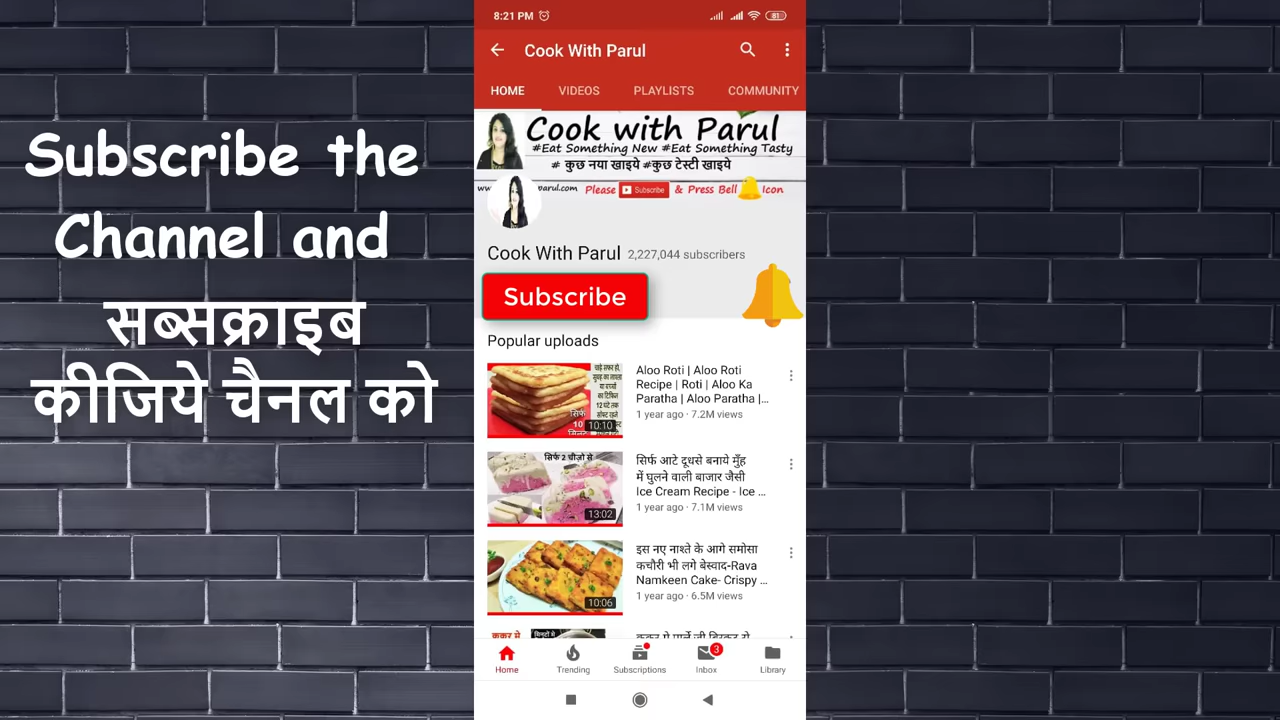 Subscribe the
Channel and
सब्सक्राइब
कीजिये चैनल को
8:21 PM
81
Cook With Parul
HOME VIDEOS PLAYLISTS COMMUNITY
Cook with Parul
#Eat Something New #Eat Something Tasty
# कुछ नया खाइये #कुछ टेस्टी खाइये
Please Subscribe & Press Bell Icon
Cook With Parul 2,227,044 subscribers
Subscribe
Popular uploads
सिर्फ
10
10:10
Aloo Roti | Aloo Roti
Recipe | Roti | Aloo Ka
Paratha | Aloo Paratha |...
1 year ago · 7.2M views
सिर्फ 2 चीज़ो से
13:02
सिर्फ आटे दूधसे बनाये मुँह
में घुलने वाली बाजार जैसी
Ice Cream Recipe - Ice ...
1 year ago · 7.1M views
10:06
इस नए नाश्ते के आगे समोसा
कचौरी भी लगे बेस्वाद-Rava
Namkeen Cake- Crispy ...
1 year ago · 6.5M views
3
Home Trending Subscriptions Inbox Library